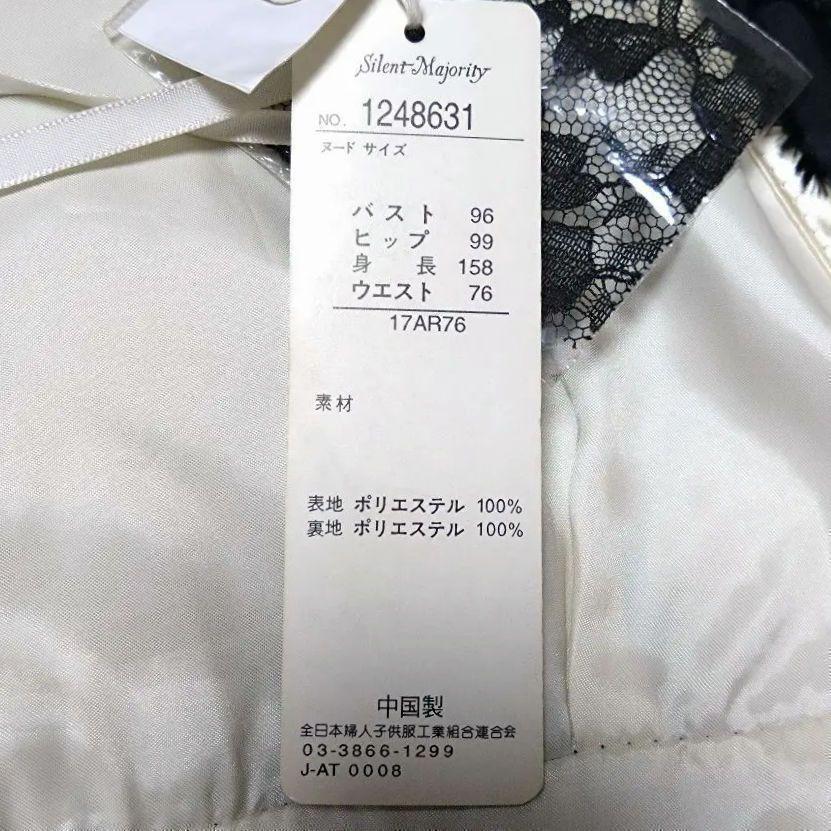 Silent Majority
NO. 1248631
ヌード サイズ
バスト 96
ヒップ 99
身長 158
ウエスト 76
17AR76
素材
表地 ポリエステル 100%
裏地 ポリエステル 100%
中国製
全日本婦人子供服工業組合連合会
03-3866-1299
J-AT 0008